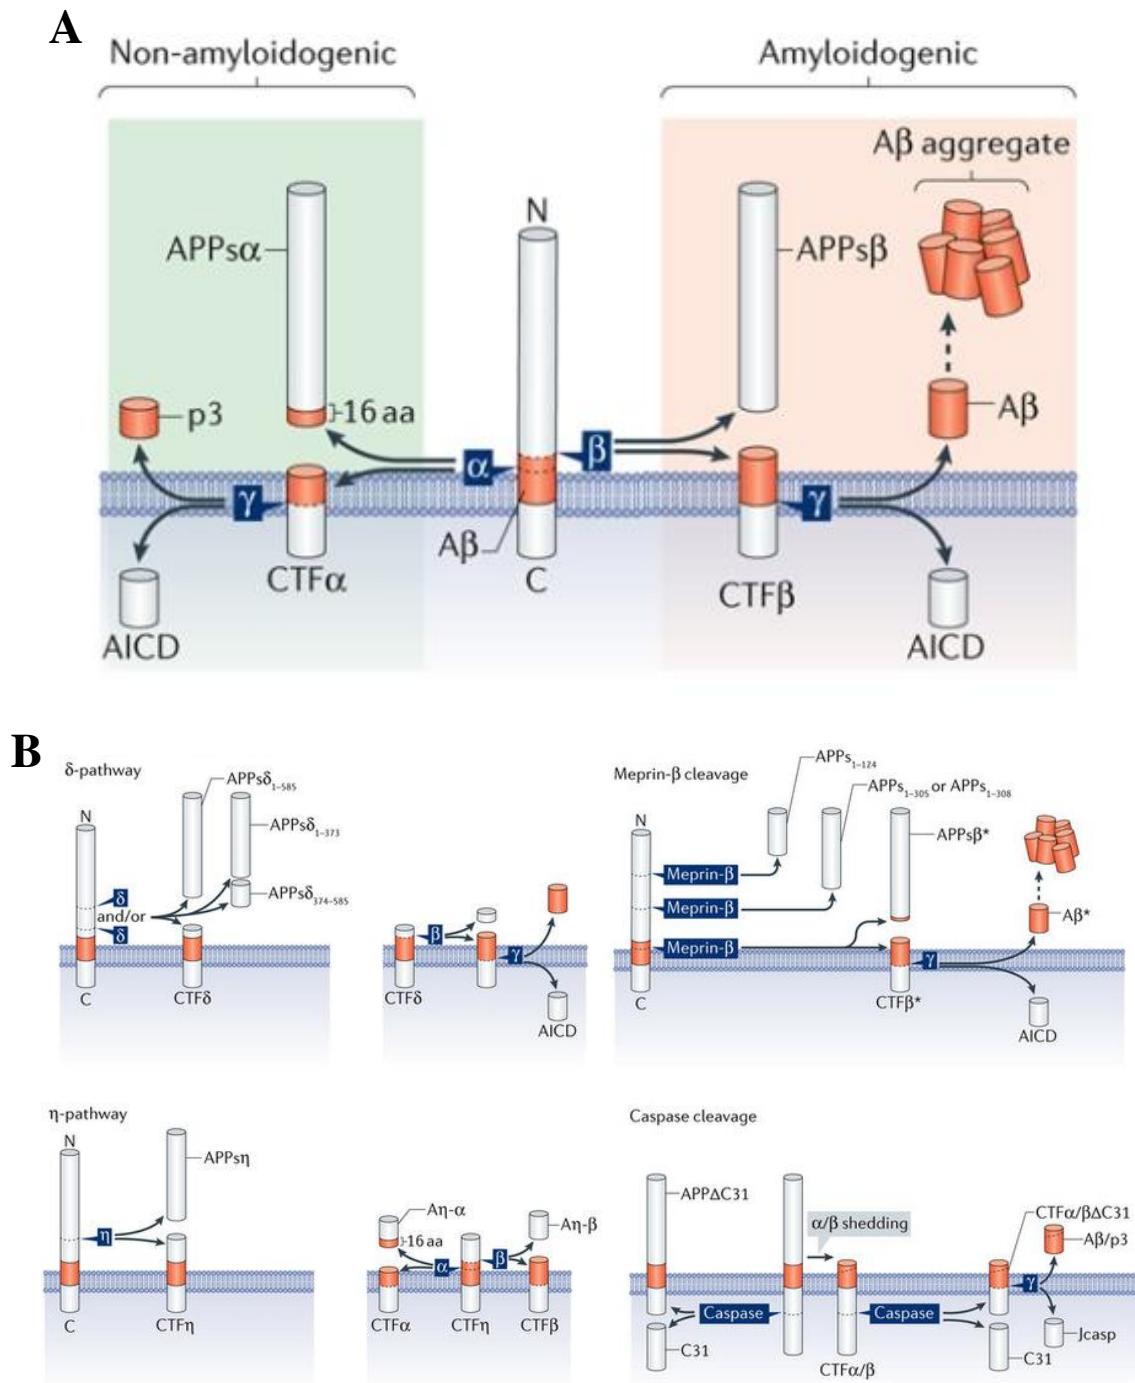 A
Non-amyloidogenic
Amyloidogenic
Aβ aggregate
N
APPsα
APPsβ
p3
16 aa
α
β
Aβ
γ
γ
Aβ
CTFα
C
CTFβ
AICD
AICD
B
δ-pathway
N
APPsδ1–585
APPsδ1–373
APPsδ374–585
δ
and/or
δ
C
CTFδ
β
γ
CTFδ
AICD
Meprin-β cleavage
N
APPs1–124
APPs1–305 or APPs1–308
APPsβ*
Meprin-β
Meprin-β
Meprin-β
Aβ*
γ
C
CTFβ*
AICD
η-pathway
N
APPsη
η
C
CTFη
Aη-α
16 aa
Aη-β
α
β
CTFα
CTFη
CTFβ
Caspase cleavage
APPΔC31
α/β shedding
CTFα/βΔC31
Aβ/p3
γ
Caspase
Caspase
C31
CTFα/β
C31
Jcasp